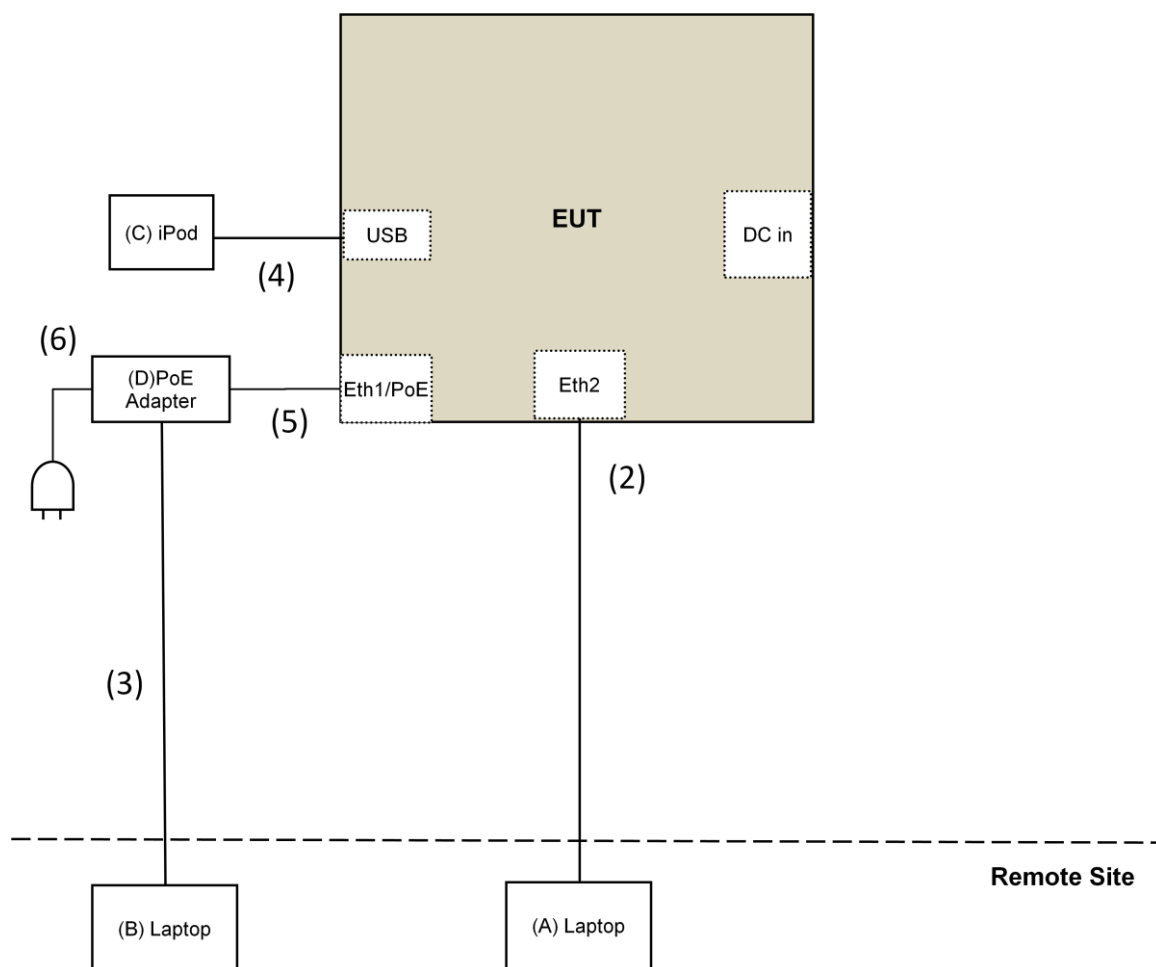 EUT
(C) iPod
USB
DC in
(4)
(6)
(D)PoE
Adapter
Eth1/PoE
Eth2
(5)
(2)
(3)
Remote Site
(B) Laptop
(A) Laptop